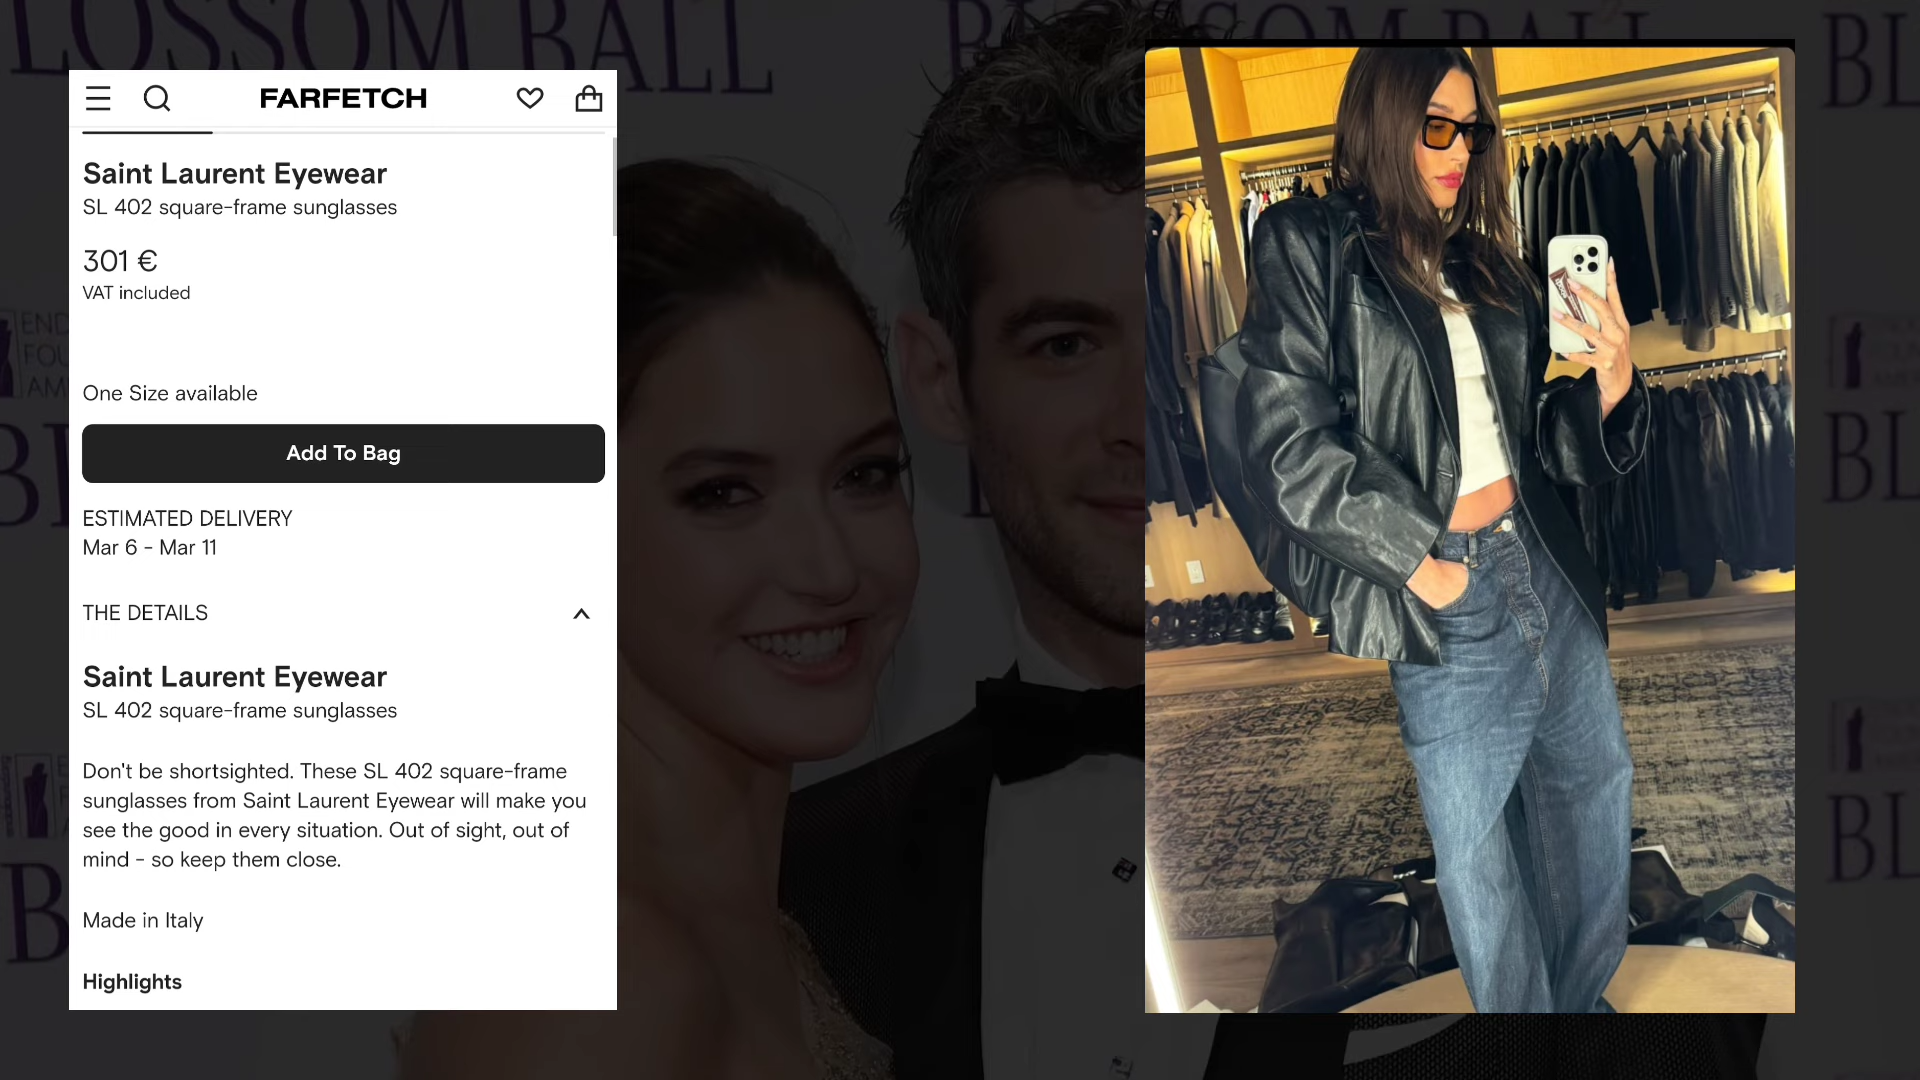 BLOSSOM BALL
FARFETCH
Saint Laurent Eyewear
SL 402 square-frame sunglasses
301 €
VAT included
One Size available
Add To Bag
ESTIMATED DELIVERY
Mar 6 - Mar 11
THE DETAILS
Saint Laurent Eyewear
SL 402 square-frame sunglasses
Don't be shortsighted. These SL 402 square-frame
sunglasses from Saint Laurent Eyewear will make you
see the good in every situation. Out of sight, out of
mind - so keep them close.
Made in Italy
Highlights